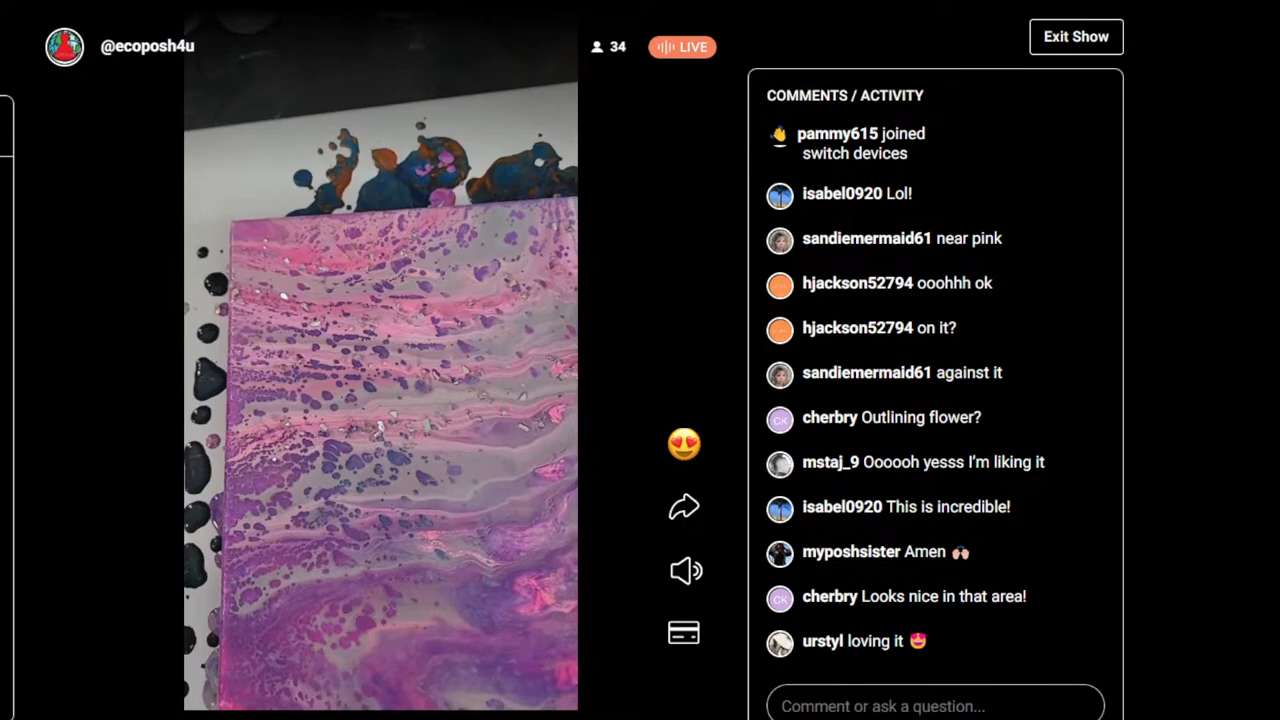 @ecoposh4u
34
LIVE
Exit Show
COMMENTS / ACTIVITY
pammy615 joined
switch devices
isabel0920 Lol!
sandiemermaid61 near pink
hjackson52794 ooohhh ok
hjackson52794 on it?
sandiemermaid61 against it
CK cherbry Outlining flower?
mstaj_9 Oooooh yesss I'm liking it
isabel0920 This is incredible!
myposhsister Amen 🙌🏻
CK cherbry Looks nice in that area!
urstyl loving it 🤩
Comment or ask a question...